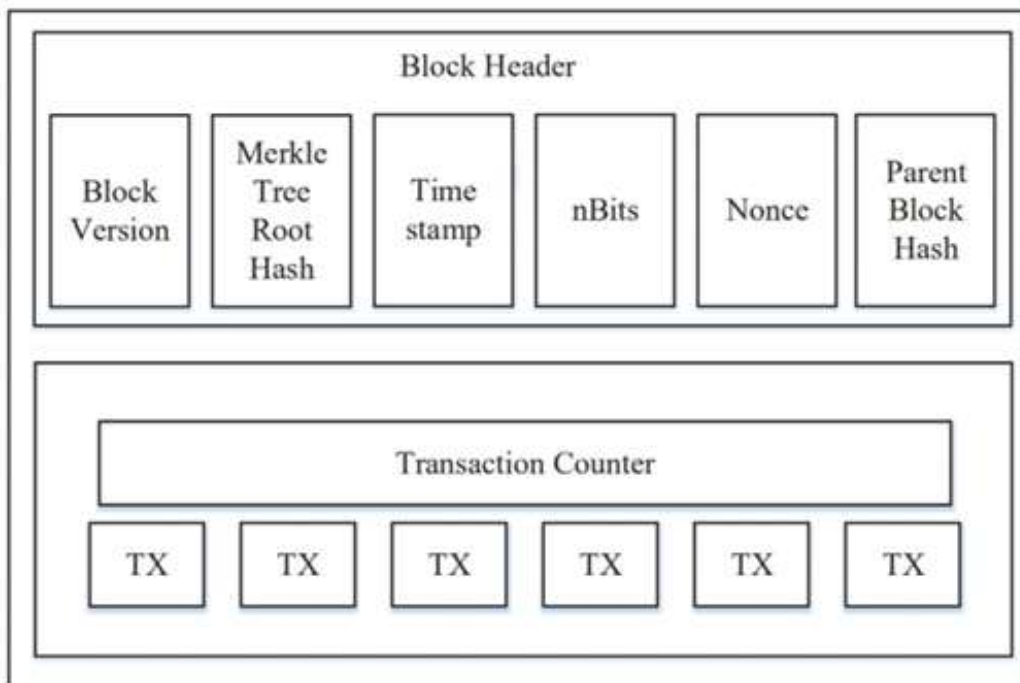 Block Header
Block
Version
Merkle
Tree
Root
Hash
Time
stamp
nBits
Nonce
Parent
Block
Hash
Transaction Counter
TX
TX
TX
TX
TX
TX